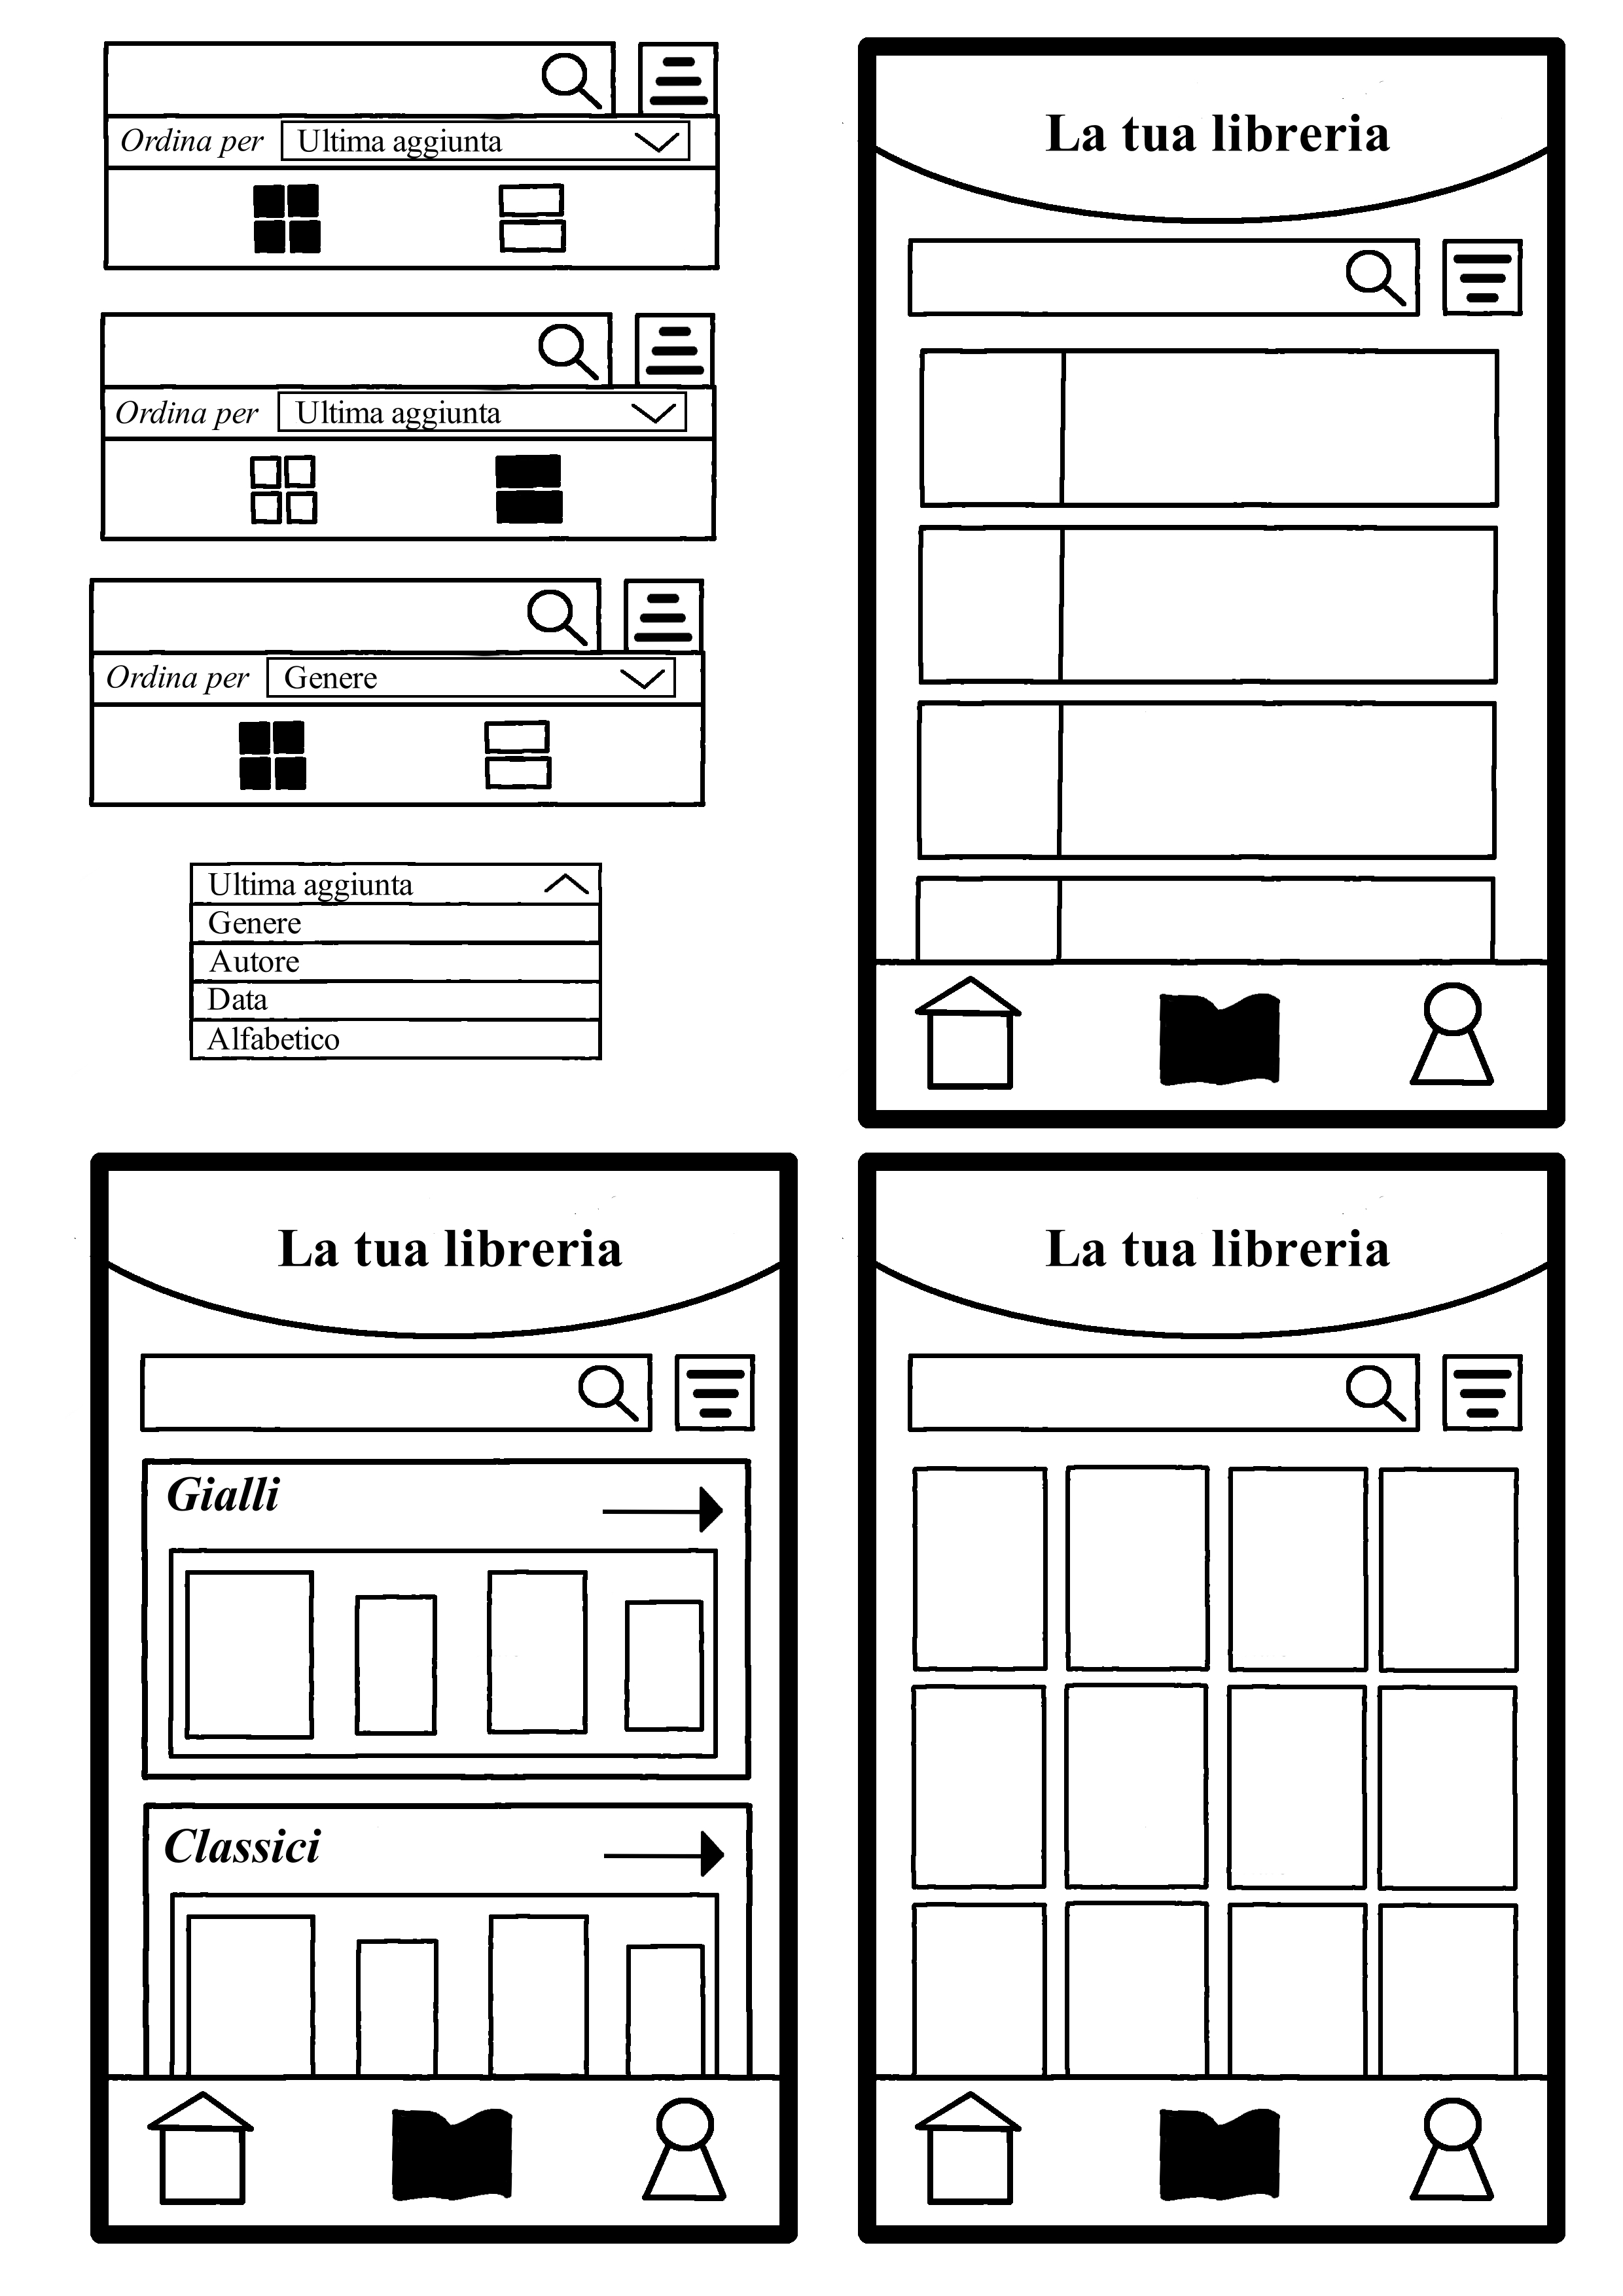 Ordina per Ultima aggiunta
Ordina per Ultima aggiunta
Ordina per Genere
Ultima aggiunta
Genere
Autore
Data
Alfabetico
La tua libreria
La tua libreria
Gialli
Classici
La tua libreria